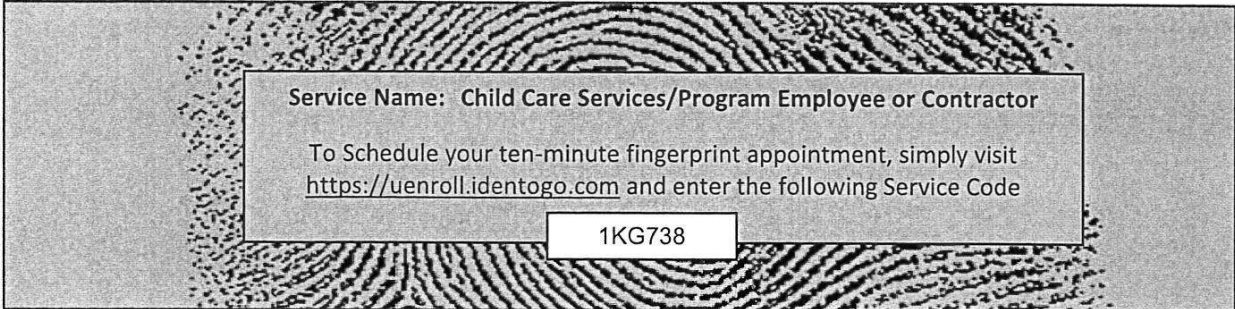 Service Name: Child Care Services/Program Employee or Contractor
To Schedule your ten-minute fingerprint appointment, simply visit
https://uenroll.identogo.com and enter the following Service Code
1KG738